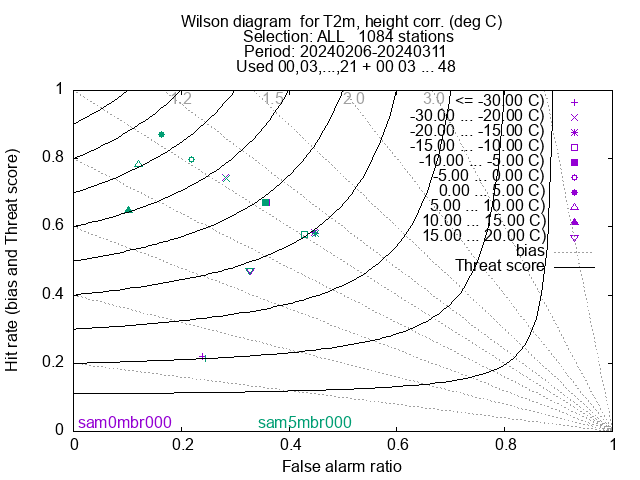 Wilson diagram  for T2m, height corr. (deg C)
Selection: ALL   1084 stations
Period: 20240206-20240311
Used 00,03,...,21 + 00 03 ... 48
1
0.8
0.6
0.4
0.2
0
Hit rate (bias and Threat score)
1.2
1.5
2.0
3.0
<= -30.00 C)
-30.00 ... -20.00 C)
-20.00 ... -15.00 C)
-15.00 ... -10.00 C)
-10.00 ... -5.00 C)
-5.00 ... 0.00 C)
0.00 ... 5.00 C)
5.00 ... 10.00 C)
10.00 ... 15.00 C)
15.00 ... 20.00 C)
bias
Threat score
sam0mbr000
sam5mbr000
0
0.2
0.4
0.6
0.8
1
False alarm ratio